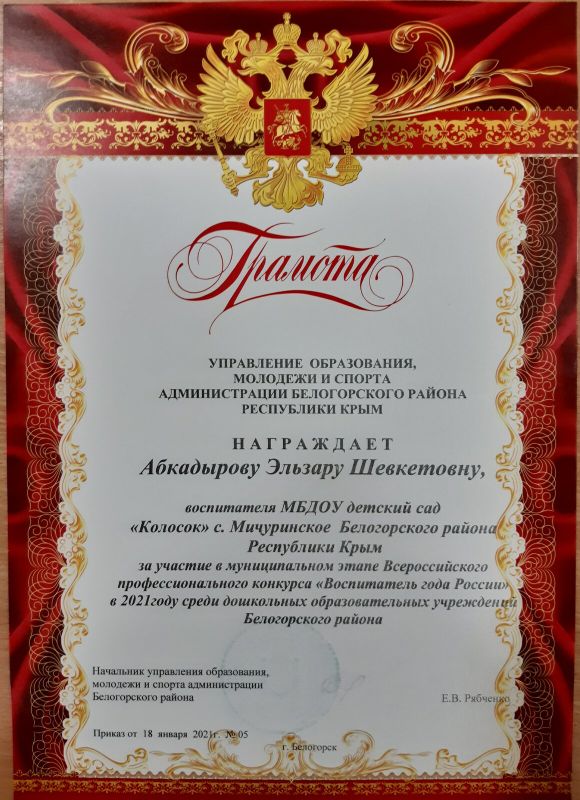 Грамота
УПРАВЛЕНИЕ ОБРАЗОВАНИЯ,
МОЛОДЕЖИ И СПОРТА
АДМИНИСТРАЦИИ БЕЛОГОРСКОГО РАЙОНА
РЕСПУБЛИКИ КРЫМ
Н А Г Р А Ж Д А Е Т
Абкадырову Эльзару Шевкетовну,
воспитателя МБДОУ детский сад
«Колосок» с. Мичуринское Белогорского района
Республики Крым
за участие в муниципальном этапе Всероссийского
профессионального конкурса «Воспитатель года России»
в 2021году среди дошкольных образовательных учреждений
Белогорского района
Начальник управления образования,
молодежи и спорта администрации
Белогорского района
Е.В. Рябченко
Приказ от 18 января 2021г. № 05
г. Белогорск